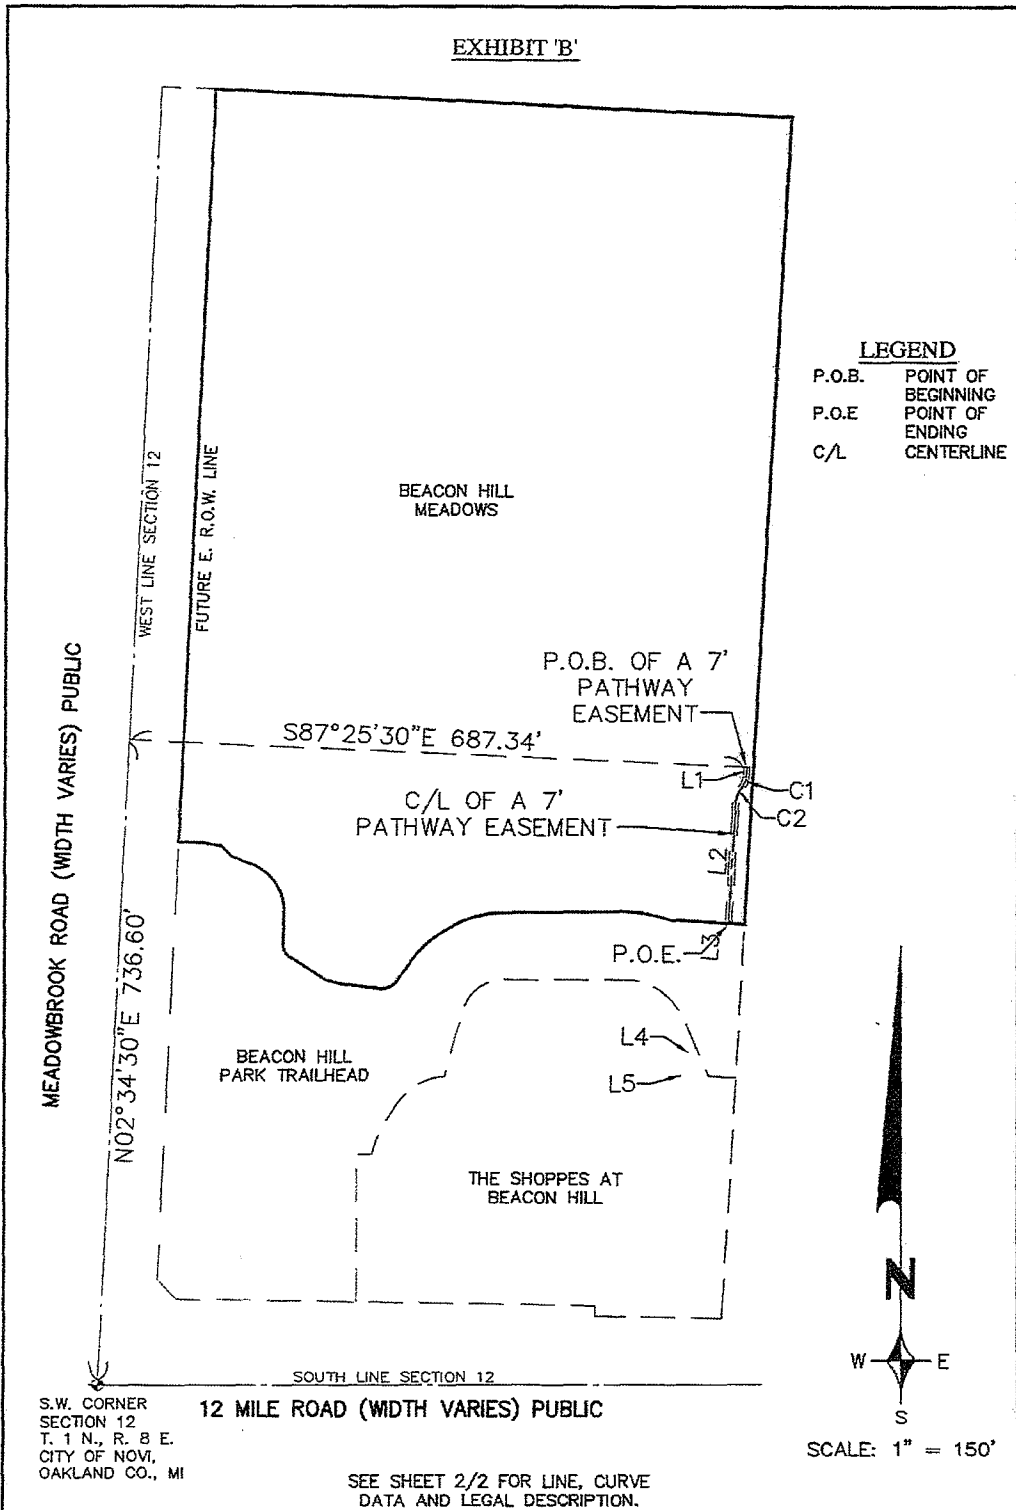 EXHIBIT 'B'
LEGEND
P.O.B. POINT OF
BEGINNING
P.O.E POINT OF
ENDING
C/L CENTERLINE
WEST LINE SECTION 12
FUTURE E. R.O.W. LINE
BEACON HILL
MEADOWS
MEADOWBROOK ROAD (WIDTH VARIES) PUBLIC
P.O.B. OF A 7'
PATHWAY
EASEMENT
S87°25'30"E 687.34'
L1
C1
C2
C/L OF A 7'
PATHWAY EASEMENT
L2
L3
P.O.E.
N02°34'30"E 736.60'
L4
L5
BEACON HILL
PARK TRAILHEAD
THE SHOPPES AT
BEACON HILL
N
W E
S
SCALE: 1" = 150'
SOUTH LINE SECTION 12
12 MILE ROAD (WIDTH VARIES) PUBLIC
S.W. CORNER
SECTION 12
T. 1 N., R. 8 E.
CITY OF NOVI,
OAKLAND CO., MI
SEE SHEET 2/2 FOR LINE, CURVE
DATA AND LEGAL DESCRIPTION.